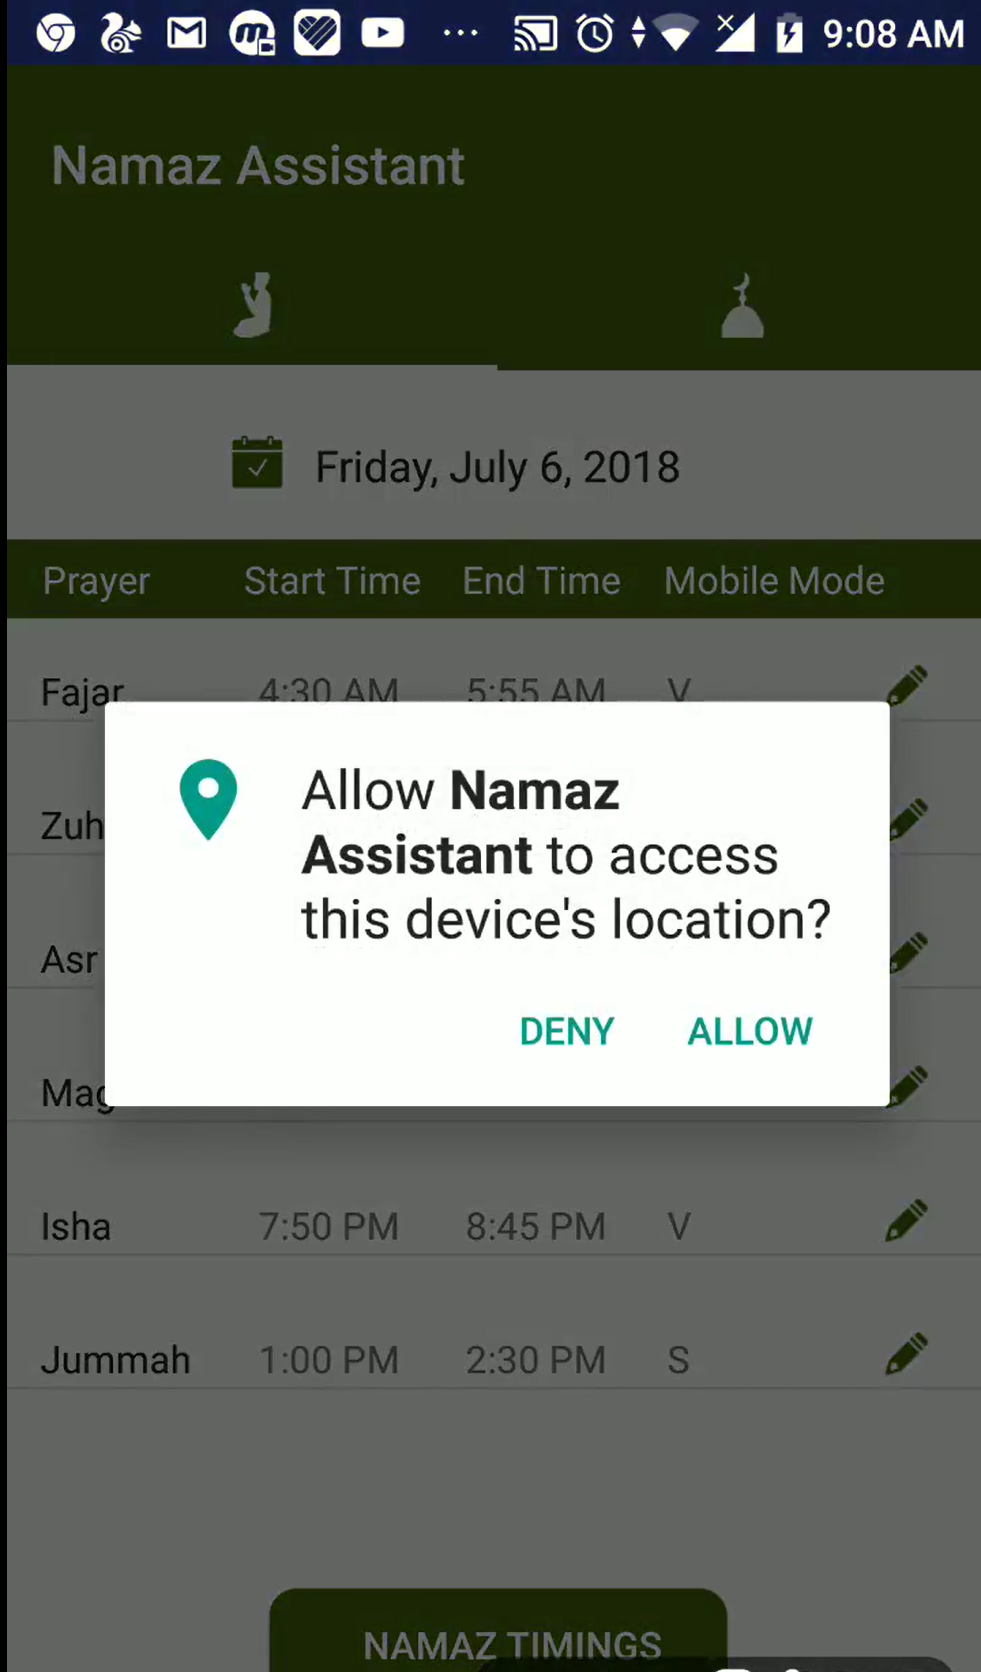 9:08 AM
Namaz Assistant
Friday, July 6, 2018
Prayer Start Time End Time Mobile Mode
Fajar 4:30 AM 5:55 AM V
Zuh
Allow Namaz
Assistant to access
this device's location?
Asr
DENY ALLOW
Mag
Isha 7:50 PM 8:45 PM V
Jummah 1:00 PM 2:30 PM S
NAMAZ TIMINGS